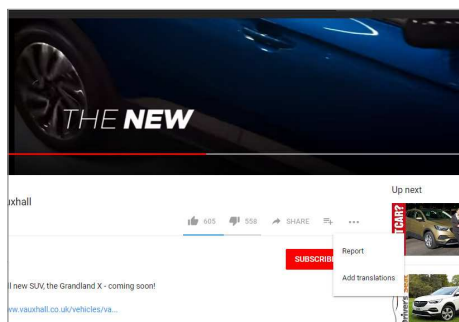 THE NEW
Up next
uxhall
605 558 SHARE
SUBSCRIBE
Report
Add translations
ll new SUV, the Grandland X - coming soon!
ww.vauxhall.co.uk/vehicles/va...